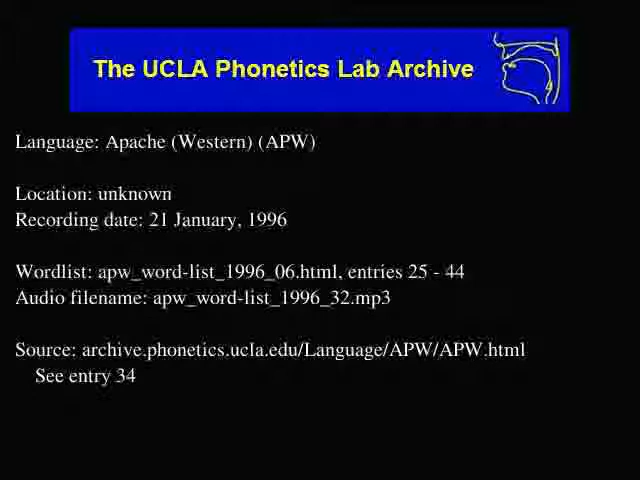 The UCLA Phonetics Lab Archive
Language: Apache (Western) (APW)
Location: unknown
Recording date: 21 January, 1996
Wordlist: apw_word-list_1996_06.html, entries 25 - 44
Audio filename: apw_word-list_1996_32.mp3
Source: archive.phonetics.ucla.edu/Language/APW/APW.html
See entry 34